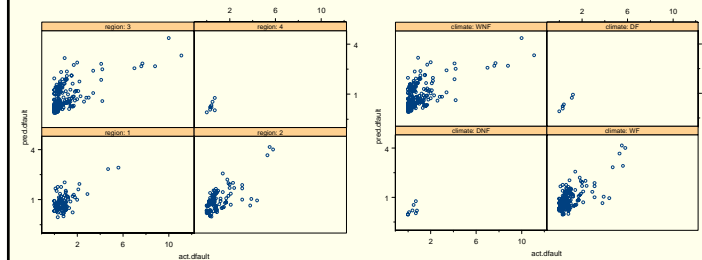 2 6 10
region: 3 region: 4
4
1
pred.dfault
region: 1 region: 2
4
1
2 6 10
act.dfault
2 6 10
climate: WNF climate: DF
4
1
pred.dfault
climate: DNF climate: WF
4
1
2 6 10
act.dfault